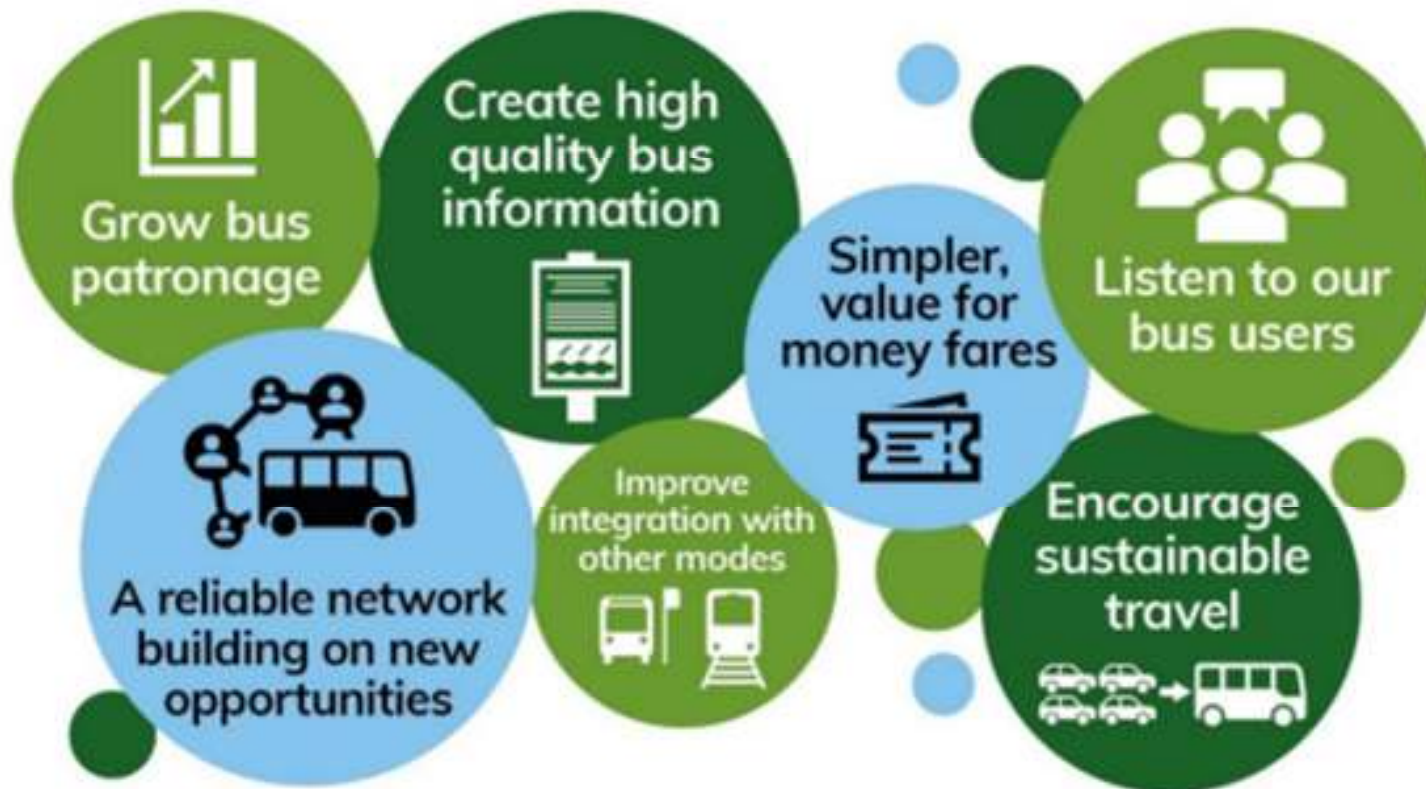 Grow bus
patronage
Create high
quality bus
information
Simpler,
value for
money fares
Listen to our
bus users
A reliable network
building on new
opportunities
Improve
integration with
other modes
Encourage
sustainable
travel